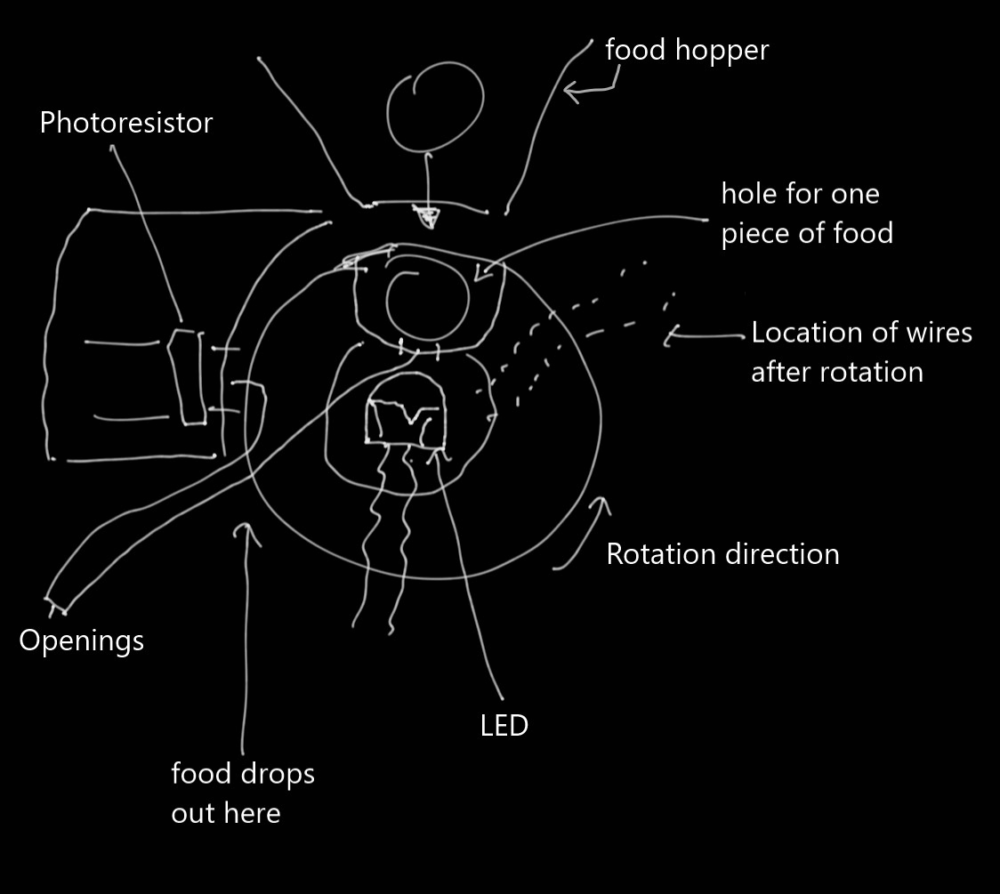 food hopper
Photoresistor
hole for one
piece of food
Location of wires
after rotation
Rotation direction
Openings
LED
food drops
out here